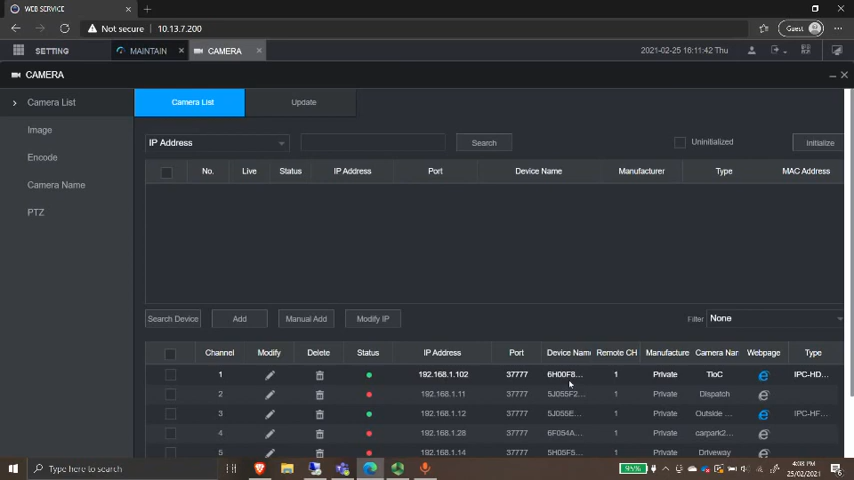 WEB SERVICE
Not secure 10.13.7.200 Guest
SETTING MAINTAIN CAMERA 2021-02-25 16:11:42 Thu
CAMERA
Camera List Camera List Update
Image
Encode
Camera Name
PTZ
IP Address Search Uninitialized Initialize
No. Live Status IP Address Port Device Name Manufacturer Type MAC Address
Search Device Add Manual Add Modify IP Filter None
Channel Modify Delete Status IP Address Port Device Name Remote CH Manufacture Camera Nar Webpage Type
1 192.168.1.102 37777 6H00F8... 1 Private TioC IPC-HD...
2 192.168.1.11 37777 5J055F2... 1 Private Dispatch
3 192.168.1.12 37777 5J055E... 1 Private Outside ... IPC-HF...
4 192.168.1.28 37777 6F054A... 1 Private carpark2...
5 192.168.1.14 37777 5H05F5... 1 Private Driveway
Type here to search 95% 4:08 PM
25/02/2021